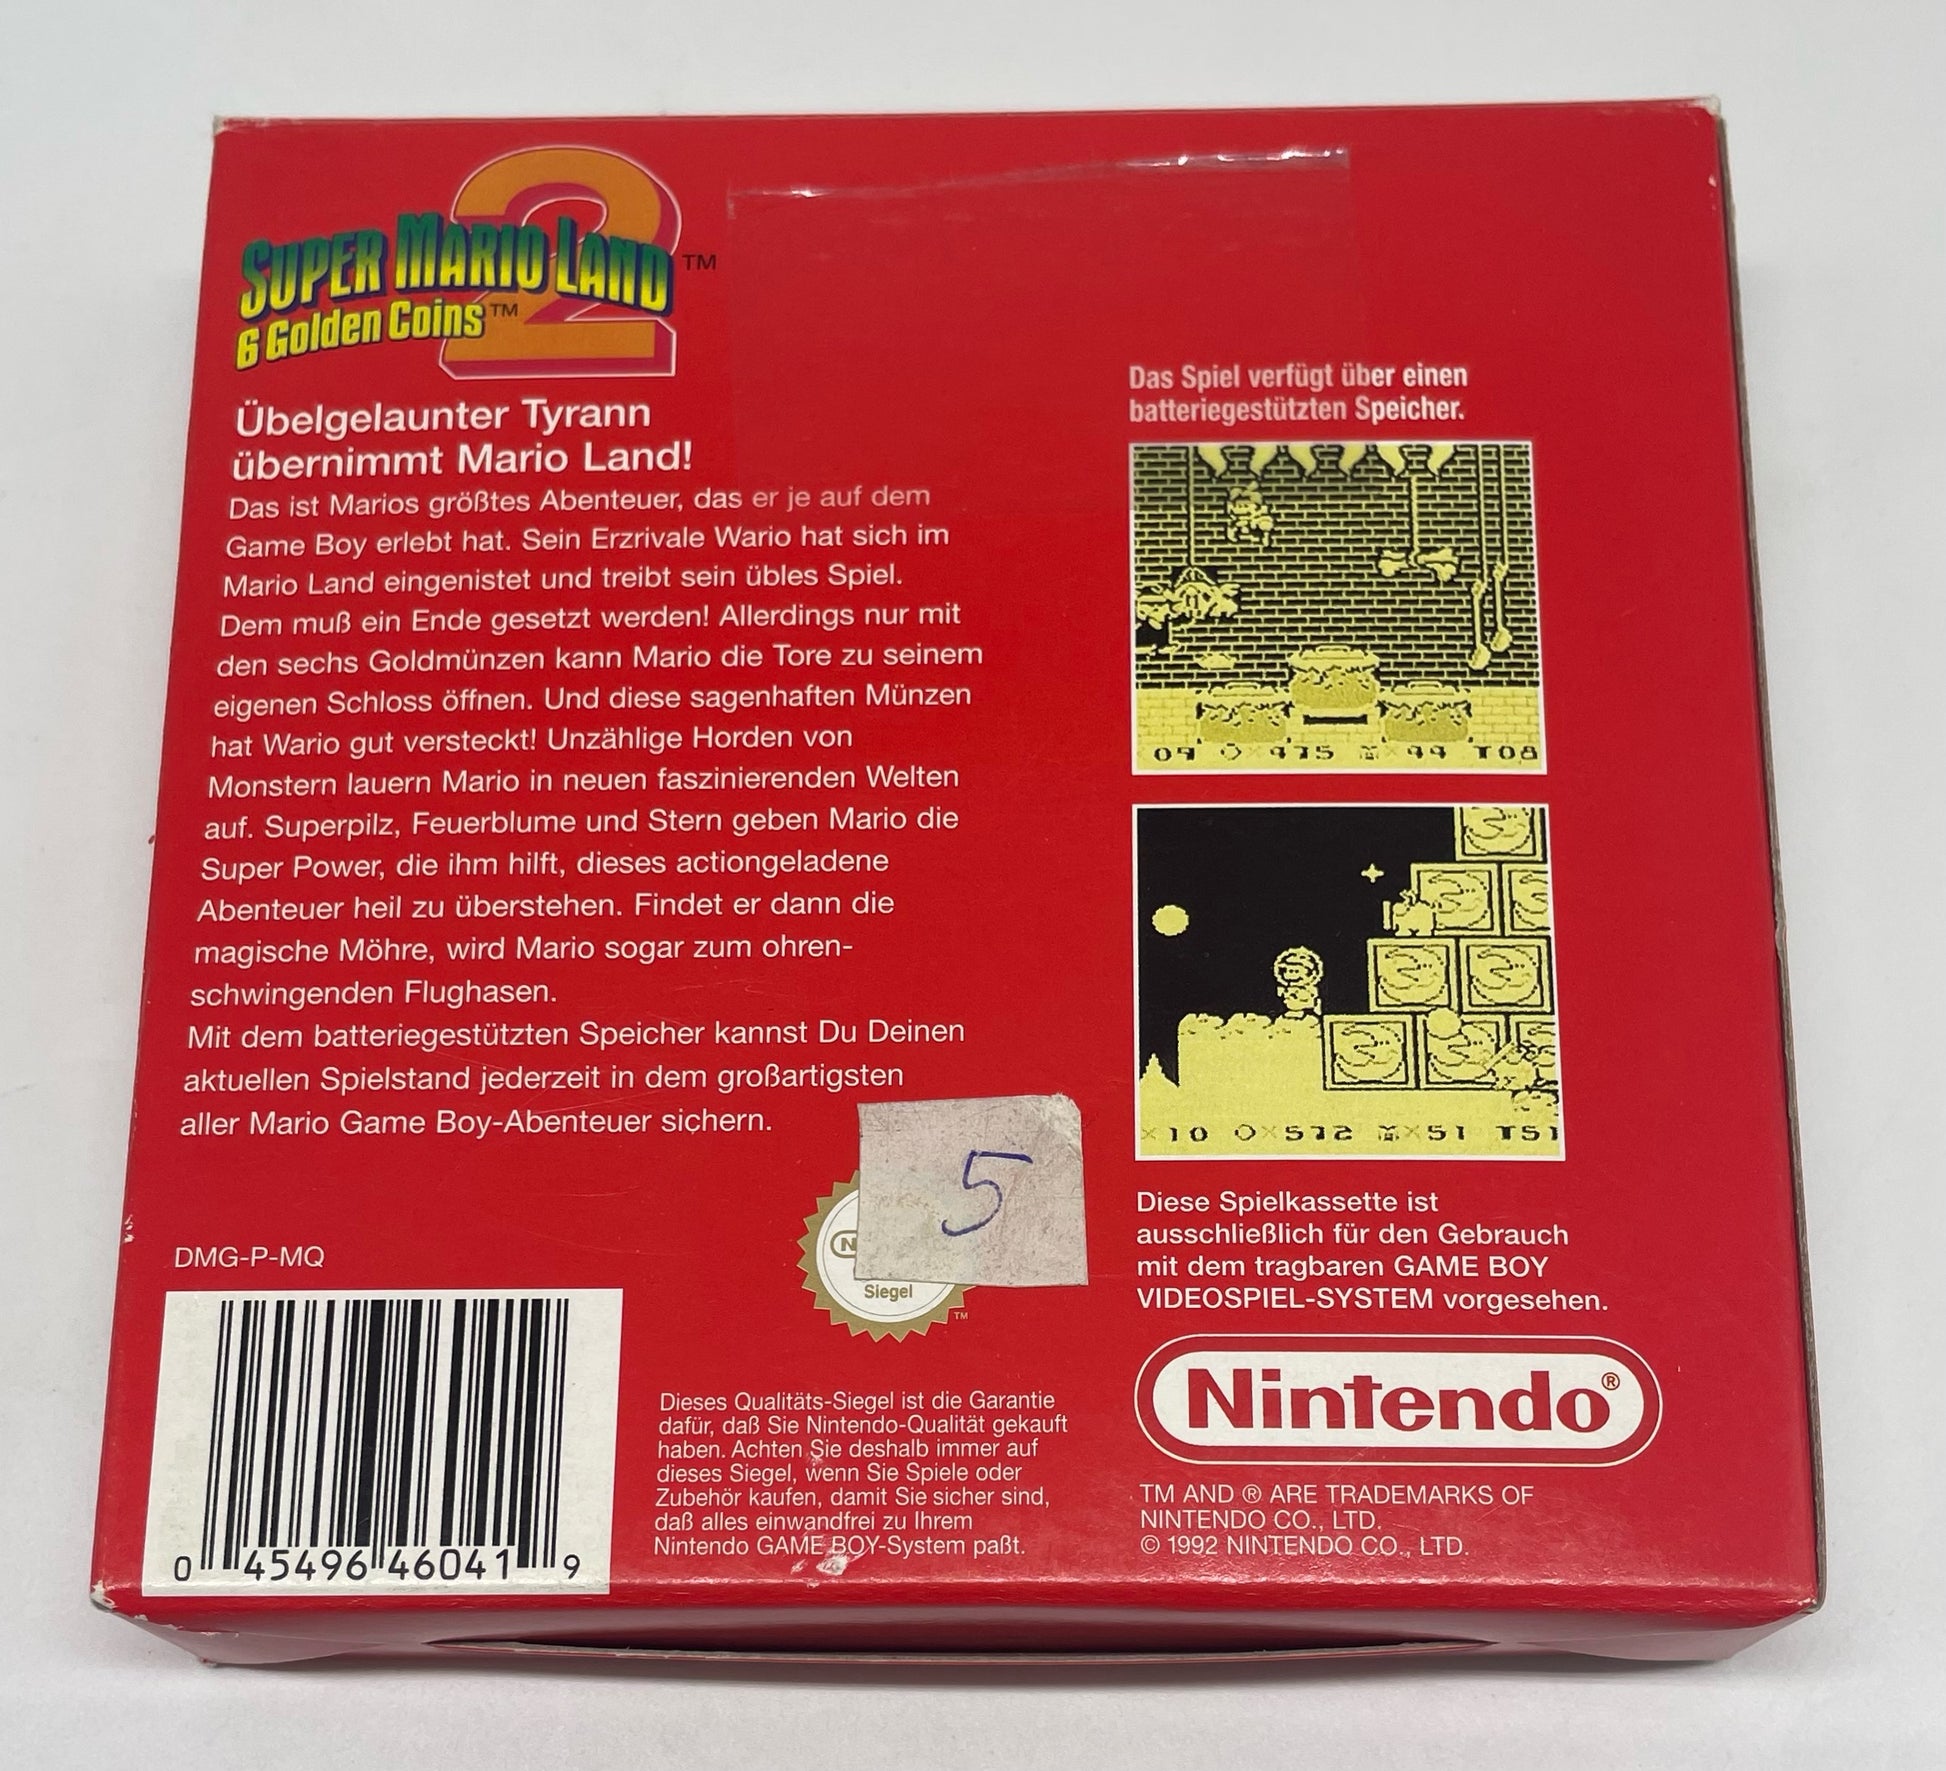 SUPER MARIO LAND 2 ™
6 Golden Coins ™
Übelgelaunter Tyrann
übernimmt Mario Land!
Das ist Marios größtes Abenteuer, das er je auf dem
Game Boy erlebt hat. Sein Erzrivale Wario hat sich im
Mario Land eingenistet und treibt sein übles Spiel.
Dem muß ein Ende gesetzt werden! Allerdings nur mit
den sechs Goldmünzen kann Mario die Tore zu seinem
eigenen Schloss öffnen. Und diese sagenhaften Münzen
hat Wario gut versteckt! Unzählige Horden von
Monstern lauern Mario in neuen faszinierenden Welten
auf. Superpilz, Feuerblume und Stern geben Mario die
Super Power, die ihm hilft, dieses actiongeladene
Abenteuer heil zu überstehen. Findet er dann die
magische Möhre, wird Mario sogar zum ohren-
schwingenden Flughasen.
Mit dem batteriegestützten Speicher kannst Du Deinen
aktuellen Spielstand jederzeit in dem großartigsten
aller Mario Game Boy-Abenteuer sichern.
DMG-P-MQ
0 45496 46041 9
5
Siegel
™
Dieses Qualitäts-Siegel ist die Garantie
dafür, daß Sie Nintendo-Qualität gekauft
haben. Achten Sie deshalb immer auf
dieses Siegel, wenn Sie Spiele oder
Zubehör kaufen, damit Sie sicher sind,
daß alles einwandfrei zu Ihrem
Nintendo GAME BOY-System paßt.
Das Spiel verfügt über einen
batteriegestützten Speicher.
09 ×975 ×99 T08
×10 ×572 ×51 T51
Diese Spielkassette ist
ausschließlich für den Gebrauch
mit dem tragbaren GAME BOY
VIDEOSPIEL-SYSTEM vorgesehen.
Nintendo®
TM AND ® ARE TRADEMARKS OF
NINTENDO CO., LTD.
© 1992 NINTENDO CO., LTD.